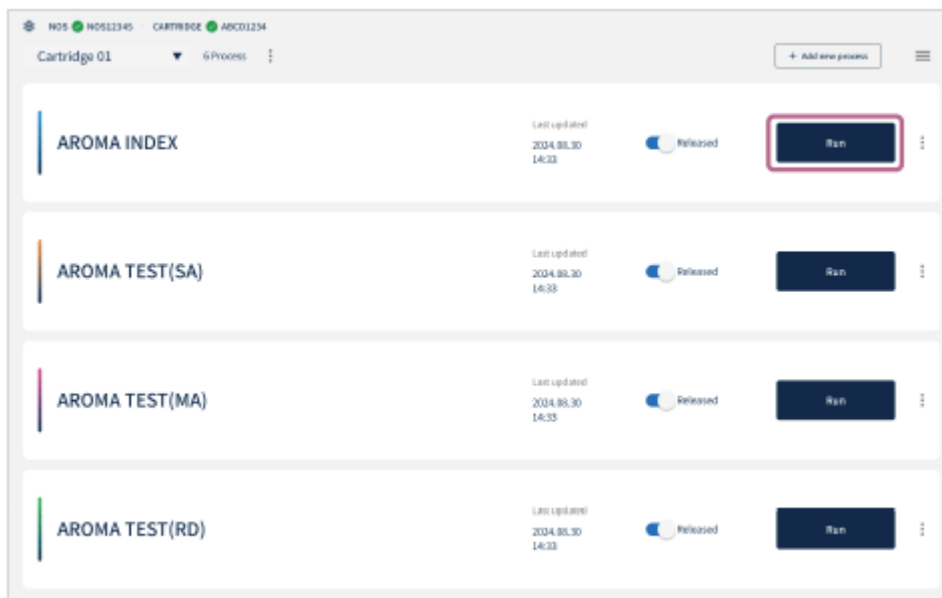 NOS NOS12345 CARTRIDGE ABCD1234
Cartridge 01 6 Process + Add new process
AROMA INDEX
Last updated
2024.08.30
14:33
Released
Run
AROMA TEST(SA)
Last updated
2024.08.30
14:33
Released
Run
AROMA TEST(MA)
Last updated
2024.08.30
14:33
Released
Run
AROMA TEST(RD)
Last updated
2024.08.30
14:33
Released
Run